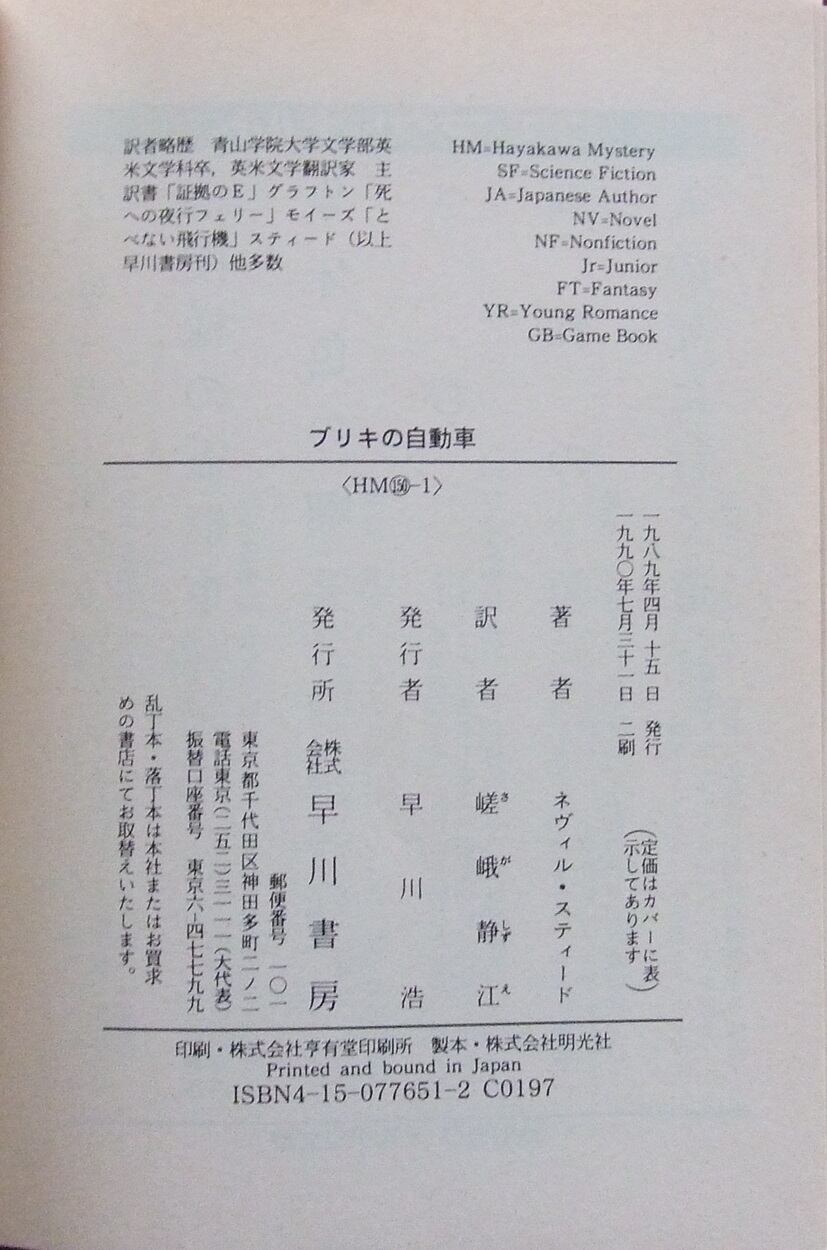 訳者略歴　青山学院大学文学部英
米文学科卒，英米文学翻訳家　主
訳書「証拠のE」グラフトン「死
への夜行フェリー」モイーズ「と
べない飛行機」スティード（以上
早川書房刊）他多数
HM=Hayakawa Mystery
SF=Science Fiction
JA=Japanese Author
NV=Novel
NF=Nonfiction
Jr=Junior
FT=Fantasy
YR=Young Romance
GB=Game Book
ブリキの自動車
〈HM150-1〉
一九八九年四月 十五 日　発行
一九九〇年七月三十一日　二刷
（定価はカバーに表
示してあります）
著者　ネヴィル・スティード
訳者　嵯峨静江
さ が しず え
発行者　早川　浩
発行所　株式会社　早川書房
郵便番号　一〇一
東京都千代田区神田多町二ノ二
電話東京（二五二）三一一一（大代表）
振替口座番号　東京六-四七七九九
乱丁本・落丁本は本社またはお買求
めの書店にてお取替えいたします。
印刷・株式会社亨有堂印刷所　製本・株式会社明光社
Printed and bound in Japan
ISBN4-15-077651-2 C0197